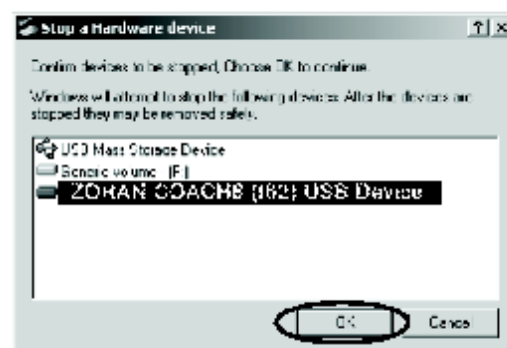 Stop a Hardware device
Confirm devices to be stopped, Choose OK to continue.
Windows will attempt to stop the following devices. After the devices are
stopped they may be removed safely.
USB Mass Storage Device
Generic volume (F:)
ZORAN COACH8 (I62) USB Device
OK
Cancel